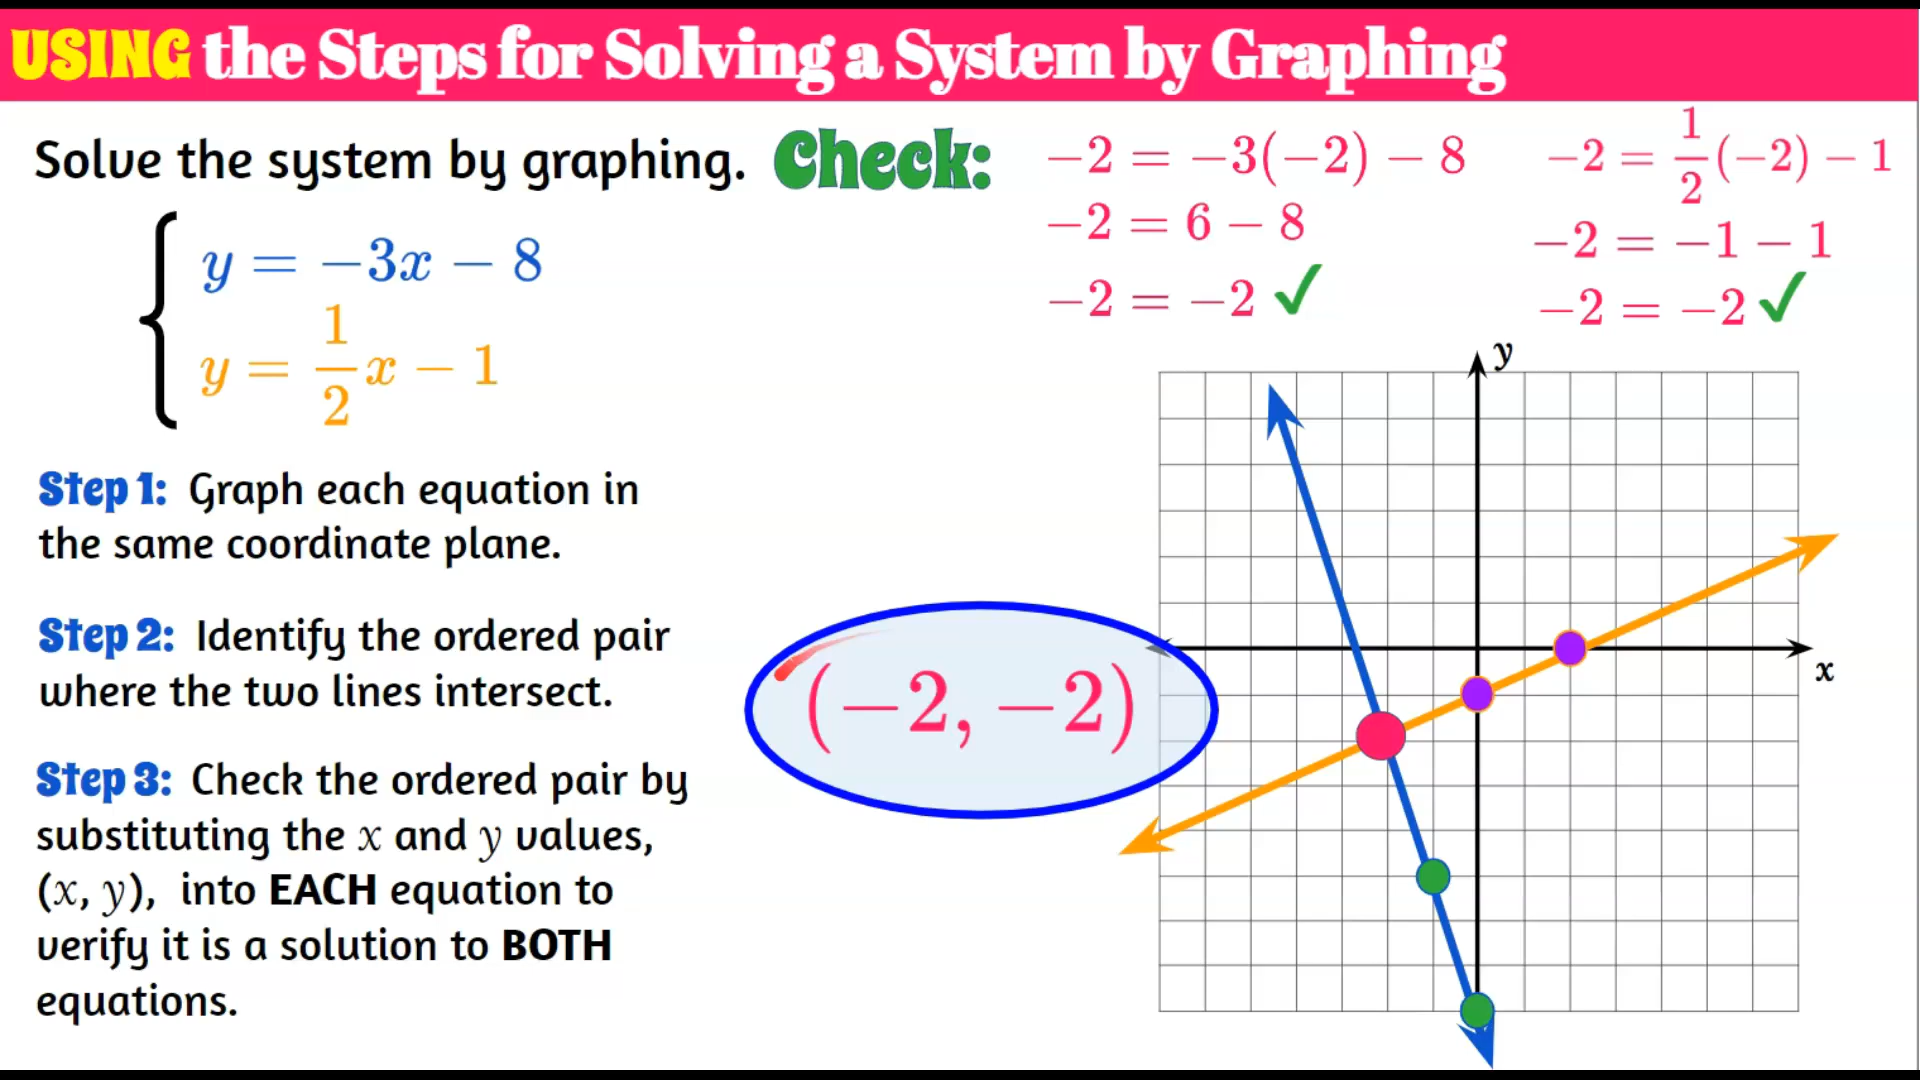 USING the Steps for Solving a System by Graphing
Solve the system by graphing.
y = −3x − 8
y = 1/2 x − 1
Step 1: Graph each equation in
the same coordinate plane.
Step 2: Identify the ordered pair
where the two lines intersect.
Step 3: Check the ordered pair by
substituting the x and y values,
(x, y), into EACH equation to
verify it is a solution to BOTH
equations.
Check:
−2 = −3(−2) − 8
−2 = 6 − 8
−2 = −2 ✓
−2 = 1/2 (−2) − 1
−2 = −1 − 1
−2 = −2 ✓
(−2, −2)
y
x